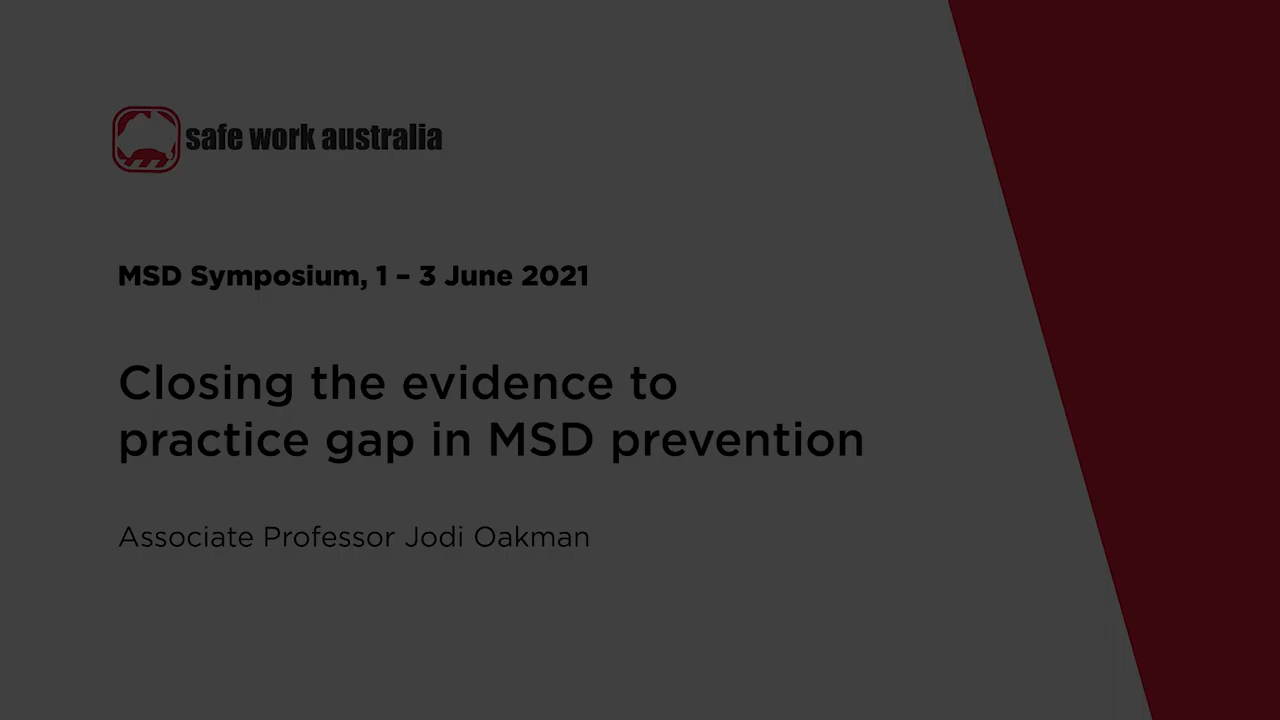 safe work australia
MSD Symposium, 1 – 3 June 2021
Closing the evidence to
practice gap in MSD prevention
Associate Professor Jodi Oakman